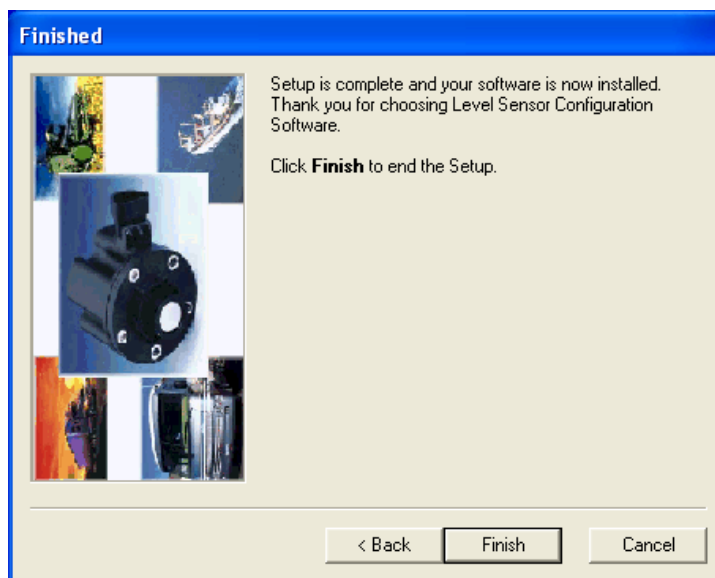 Finished
Setup is complete and your software is now installed.
Thank you for choosing Level Sensor Configuration
Software.
Click Finish to end the Setup.
< Back
Finish
Cancel